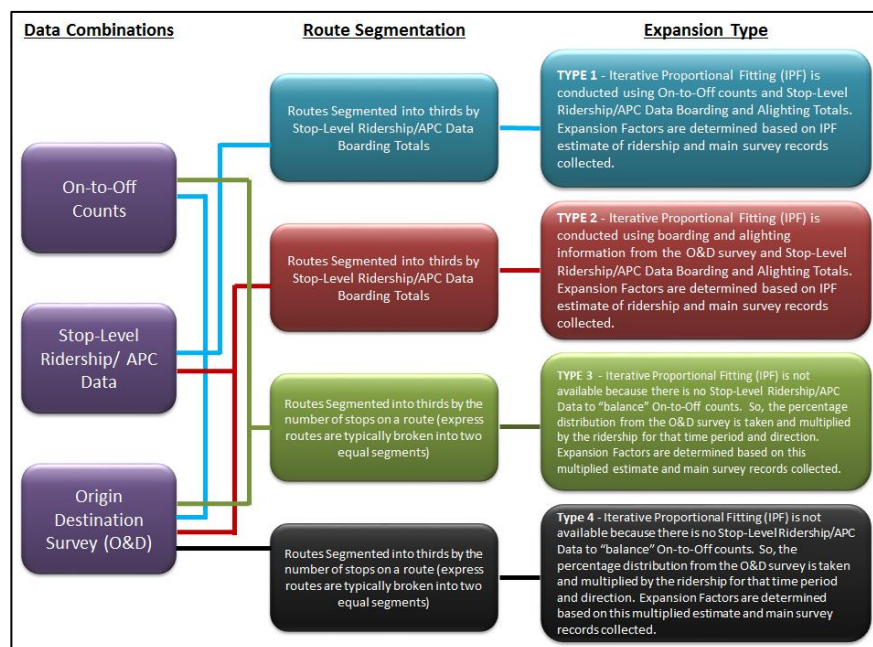 Data Combinations
Route Segmentation
Expansion Type
On-to-Off
Counts
Stop-Level
Ridership/ APC
Data
Origin
Destination
Survey (O&D)
Routes Segmented into thirds by
Stop-Level Ridership/APC Data
Boarding Totals
Routes Segmented into thirds by
Stop-Level Ridership/APC Data
Boarding Totals
Routes Segmented into thirds by the
number of stops on a route (express
routes are typically broken into two
equal segments)
Routes Segmented into thirds by the
number of stops on a route (express
routes are typically broken into two
equal segments)
TYPE 1 - Iterative Proportional Fitting (IPF) is
conducted using On-to-Off counts and Stop-Level
Ridership/APC Data Boarding and Alighting Totals.
Expansion Factors are determined based on IPF
estimate of ridership and main survey records
collected.
TYPE 2 - Iterative Proportional Fitting (IPF) is
conducted using boarding and alighting
information from the O&D survey and Stop-Level
Ridership/APC Data Boarding and Alighting Totals.
Expansion Factors are determined based on IPF
estimate of ridership and main survey records
collected.
TYPE 3 - Iterative Proportional Fitting (IPF) is not
available because there is no Stop-Level Ridership/APC
Data to “balance” On-to-Off counts. So, the percentage
distribution from the O&D survey is taken and multiplied
by the ridership for that time period and direction.
Expansion Factors are determined based on this
multiplied estimate and main survey records collected.
Type 4 - Iterative Proportional Fitting (IPF) is not
available because there is no Stop-Level Ridership/APC
Data to “balance” On-to-Off counts. So, the
percentage distribution from the O&D survey is taken
and multiplied by the ridership for that time period
and direction. Expansion Factors are determined
based on this multiplied estimate and main survey
records collected.